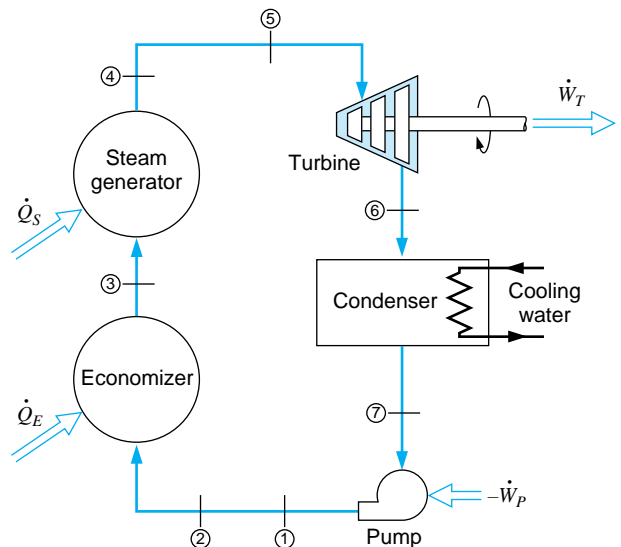 ⑤
④
Ẇ_T
Steam
generator
Turbine
Q̇_S
⑥
③
Condenser
Cooling
water
Economizer
Q̇_E
⑦
–Ẇ_P
②
①
Pump